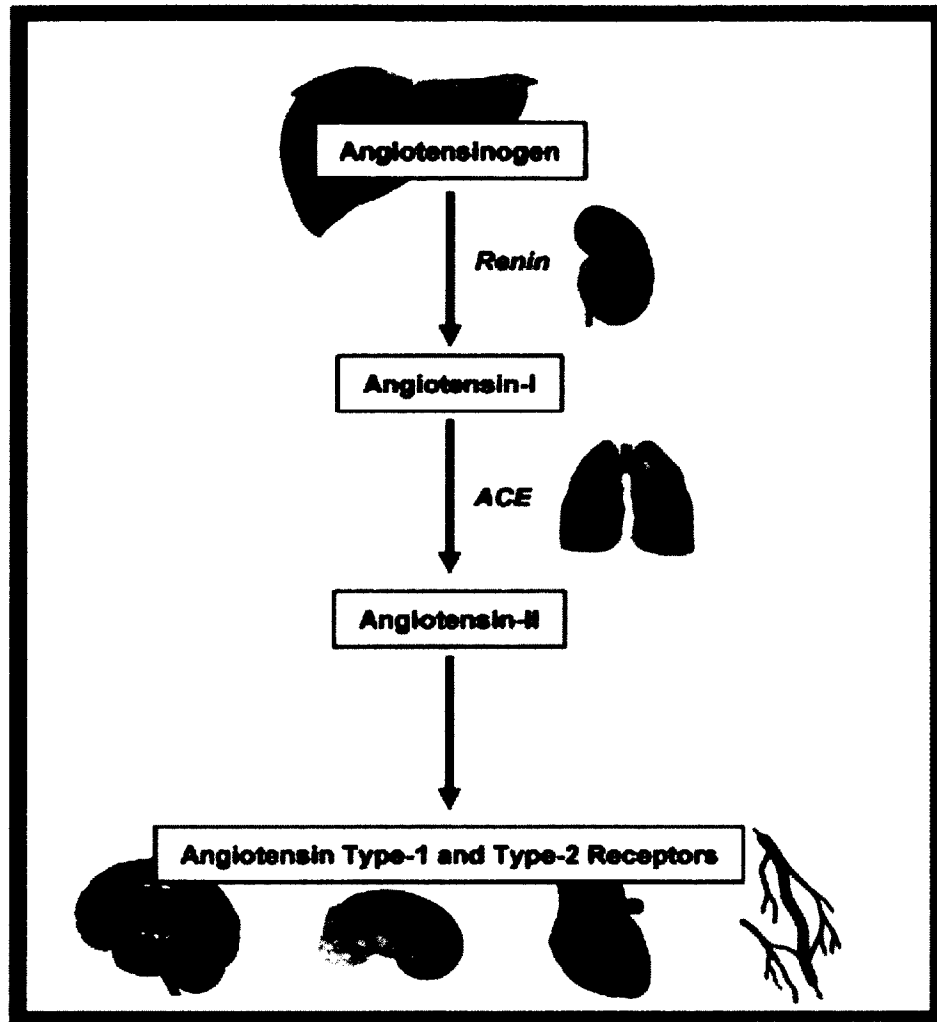 Angiotensinogen
Renin
Angiotensin-I
ACE
Angiotensin-II
Angiotensin Type-1 and Type-2 Receptors